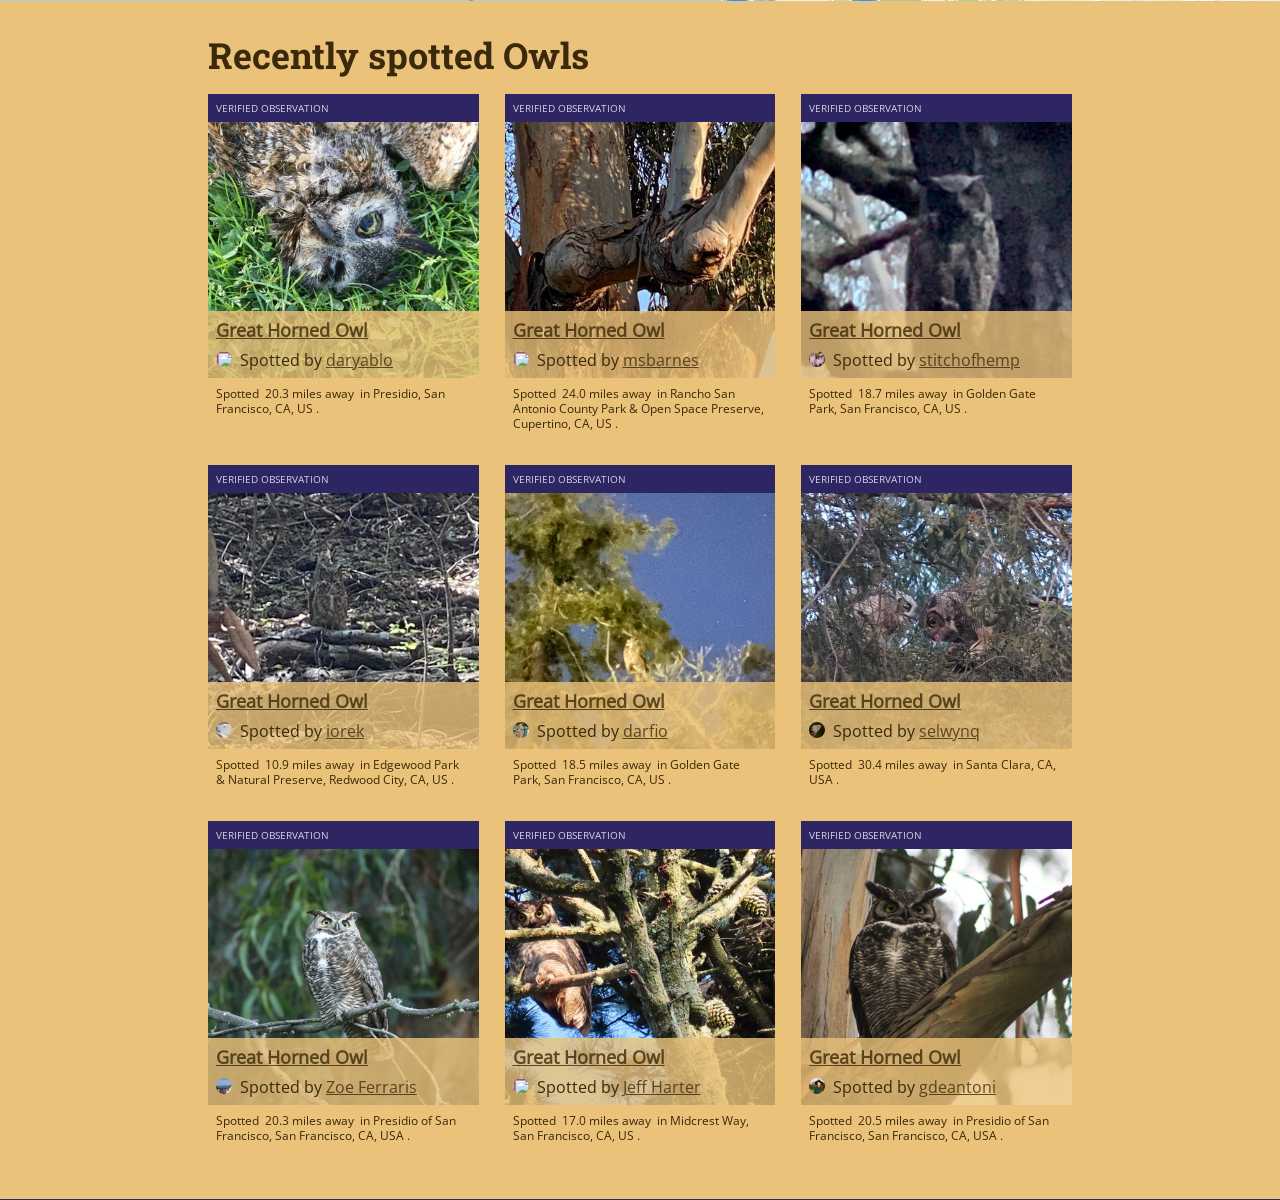 Recently spotted Owls
VERIFIED OBSERVATION
Great Horned Owl
Spotted by daryablo
Spotted 20.3 miles away in Presidio, San
Francisco, CA, US .
VERIFIED OBSERVATION
Great Horned Owl
Spotted by msbarnes
Spotted 24.0 miles away in Rancho San
Antonio County Park & Open Space Preserve,
Cupertino, CA, US .
VERIFIED OBSERVATION
Great Horned Owl
Spotted by stitchofhemp
Spotted 18.7 miles away in Golden Gate
Park, San Francisco, CA, US .
VERIFIED OBSERVATION
Great Horned Owl
Spotted by iorek
Spotted 10.9 miles away in Edgewood Park
& Natural Preserve, Redwood City, CA, US .
VERIFIED OBSERVATION
Great Horned Owl
Spotted by darfio
Spotted 18.5 miles away in Golden Gate
Park, San Francisco, CA, US .
VERIFIED OBSERVATION
Great Horned Owl
Spotted by selwynq
Spotted 30.4 miles away in Santa Clara, CA,
USA .
VERIFIED OBSERVATION
Great Horned Owl
Spotted by Zoe Ferraris
Spotted 20.3 miles away in Presidio of San
Francisco, San Francisco, CA, USA .
VERIFIED OBSERVATION
Great Horned Owl
Spotted by Jeff Harter
Spotted 17.0 miles away in Midcrest Way,
San Francisco, CA, US .
VERIFIED OBSERVATION
Great Horned Owl
Spotted by gdeantoni
Spotted 20.5 miles away in Presidio of San
Francisco, San Francisco, CA, USA .